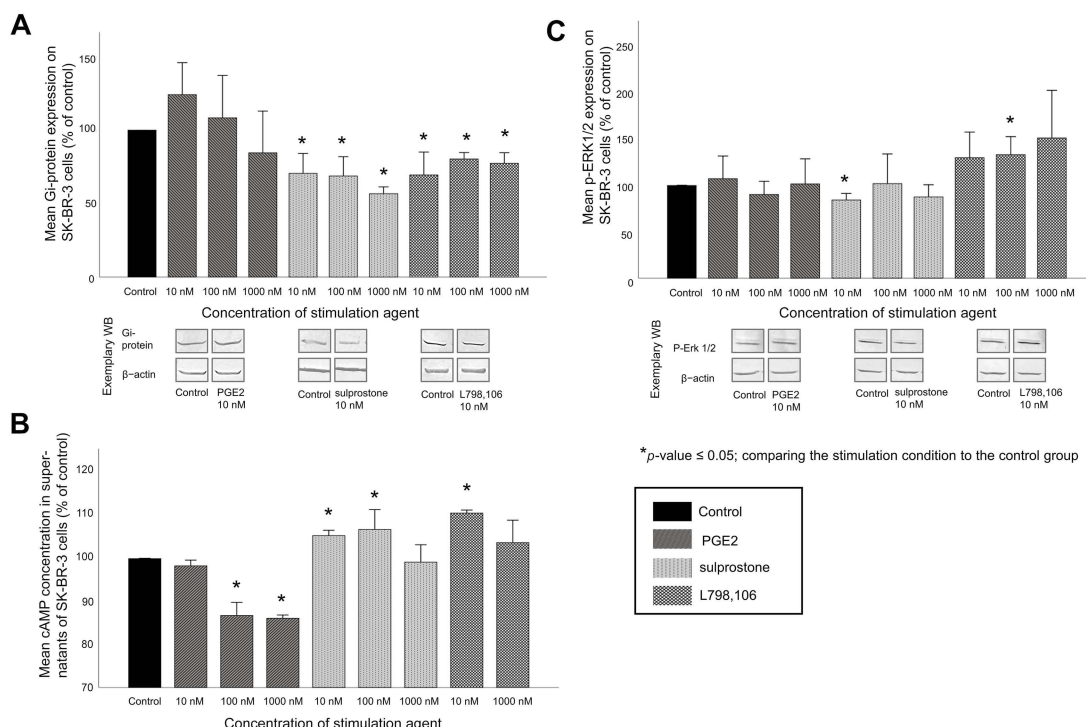 A
Mean Gi-protein expression on
SK-BR-3 cells (% of control)
150
100
50
0
Control 10 nM 100 nM 1000 nM 10 nM 100 nM 1000 nM 10 nM 100 nM 1000 nM
* * * * * *
Concentration of stimulation agent
Exemplary WB
Gi-
protein
β−actin
Control PGE2 Control sulprostone Control L798,106
10 nM 10 nM 10 nM
B
Mean cAMP concentration in super-
natants of SK-BR-3 cells (% of control)
120
110
100
90
80
70
* * * * *
Control 10 nM 100 nM 1000 nM 10 nM 100 nM 1000 nM 10 nM 1000 nM
Concentration of stimulation agent
C
Mean p-ERK1/2 expression on
SK-BR-3 cells (% of control)
250
200
150
100
50
0
* *
Control 10 nM 100 nM 1000 nM 10 nM 100 nM 1000 nM 10 nM 100 nM 1000 nM
Concentration of stimulation agent
Exemplary WB
P-Erk 1/2
β−actin
Control PGE2 Control sulprostone Control L798,106
10 nM 10 nM 10 nM
*p-value ≤ 0.05; comparing the stimulation condition to the control group
Control
PGE2
sulprostone
L798,106